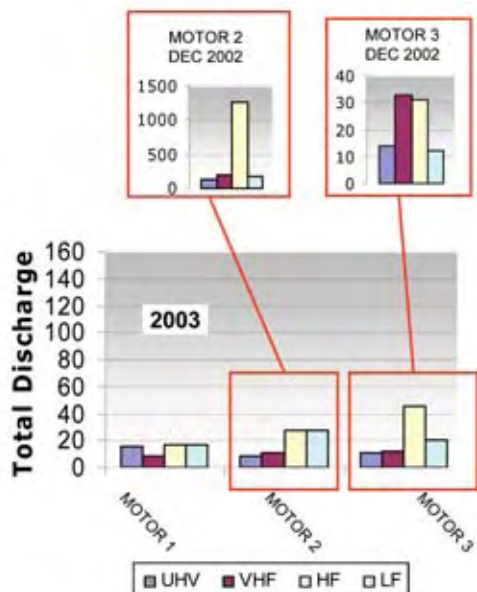 MOTOR 2
DEC 2002
1500
1000
500
0
MOTOR 3
DEC 2002
40
30
20
10
0
Total Discharge
160
140
120
100
80
60
40
20
0
2003
MOTOR 1
MOTOR 2
MOTOR 3
UHV VHF HF LF